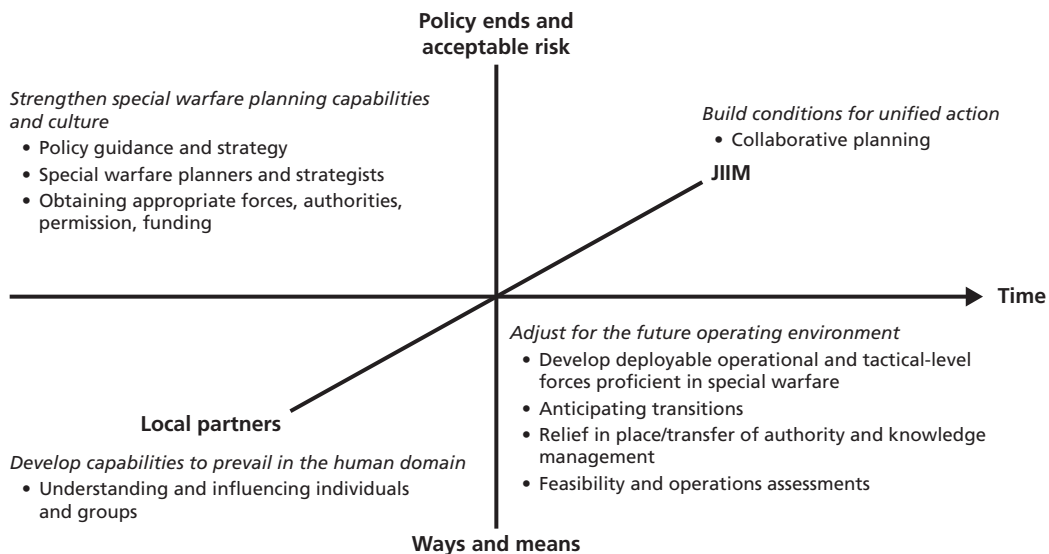 Policy ends and
acceptable risk
Strengthen special warfare planning capabilities
and culture
• Policy guidance and strategy
• Special warfare planners and strategists
• Obtaining appropriate forces, authorities,
permission, funding
Build conditions for unified action
• Collaborative planning
JIIM
Time
Adjust for the future operating environment
• Develop deployable operational and tactical-level
forces proficient in special warfare
• Anticipating transitions
• Relief in place/transfer of authority and knowledge
management
• Feasibility and operations assessments
Local partners
Develop capabilities to prevail in the human domain
• Understanding and influencing individuals
and groups
Ways and means